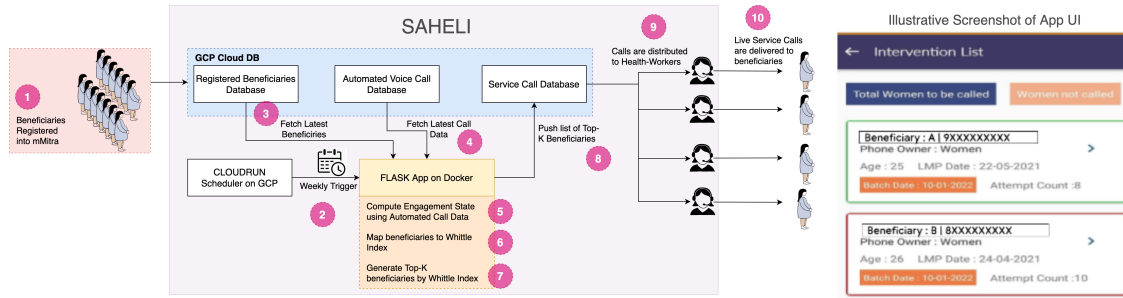 SAHELI
1
Beneficiaries
Registered
into mMitra
GCP Cloud DB
Registered Beneficiaries
Database
Automated Voice Call
Database
Service Call Database
3
Fetch Latest
Beneficiries
Fetch Latest Call
Data
4
Push list of Top-
K Beneficiaries
8
CLOUDRUN
Scheduler on GCP
Weekly Trigger
2
FLASK App on Docker
Compute Engagement State
using Automated Call Data
5
Map beneficiaries to Whittle
Index
6
Generate Top-K
beneficiaries by Whittle Index
7
9
Calls are distributed
to Health-Workers
10
Live Service Calls
are delivered to
beneficiaries
Illustrative Screenshot of App UI
Intervention List
Total Women to be called
Women not called
Beneficiary : A | 9XXXXXXXXX
Phone Owner : Women
Age : 25 LMP Date : 22-05-2021
Batch Date : 10-01-2022 Attempt Count :8
Beneficiary : B | 8XXXXXXXXX
Phone Owner : Women
Age : 26 LMP Date : 24-04-2021
Batch Date : 10-01-2022 Attempt Count :10